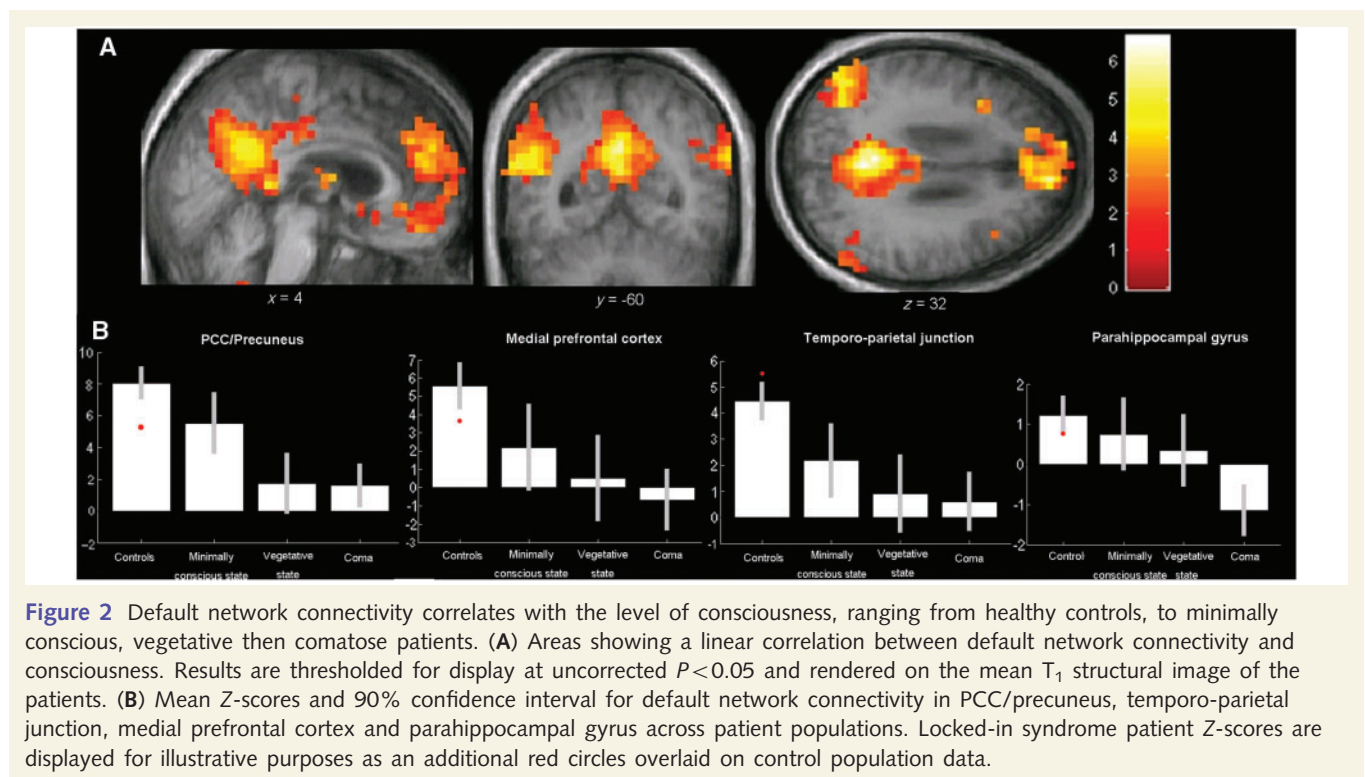 A
6
5
4
3
2
1
0
x = 4
y = -60
z = 32
B
PCC/Precuneus
10
8
6
4
2
0
–2
Controls
Minimally
conscious state
Vegetative
state
Coma
Medial prefrontal cortex
7
6
5
4
3
2
1
0
-1
-2
-3
Controls
Minimally
conscious state
Vegetative
state
Coma
Temporo-parietal junction
6
5
4
3
2
1
0
-1
Controls
Minimally
conscious state
Vegetative
state
Coma
Parahippocampal gyrus
2
1
0
-1
-2
Control
Minimally
conscious state
Vegetative
state
Coma
Figure 2 Default network connectivity correlates with the level of consciousness, ranging from healthy controls, to minimally
conscious, vegetative then comatose patients. (A) Areas showing a linear correlation between default network connectivity and
consciousness. Results are thresholded for display at uncorrected P<0.05 and rendered on the mean T₁ structural image of the
patients. (B) Mean Z-scores and 90% confidence interval for default network connectivity in PCC/precuneus, temporo-parietal
junction, medial prefrontal cortex and parahippocampal gyrus across patient populations. Locked-in syndrome patient Z-scores are
displayed for illustrative purposes as an additional red circles overlaid on control population data.